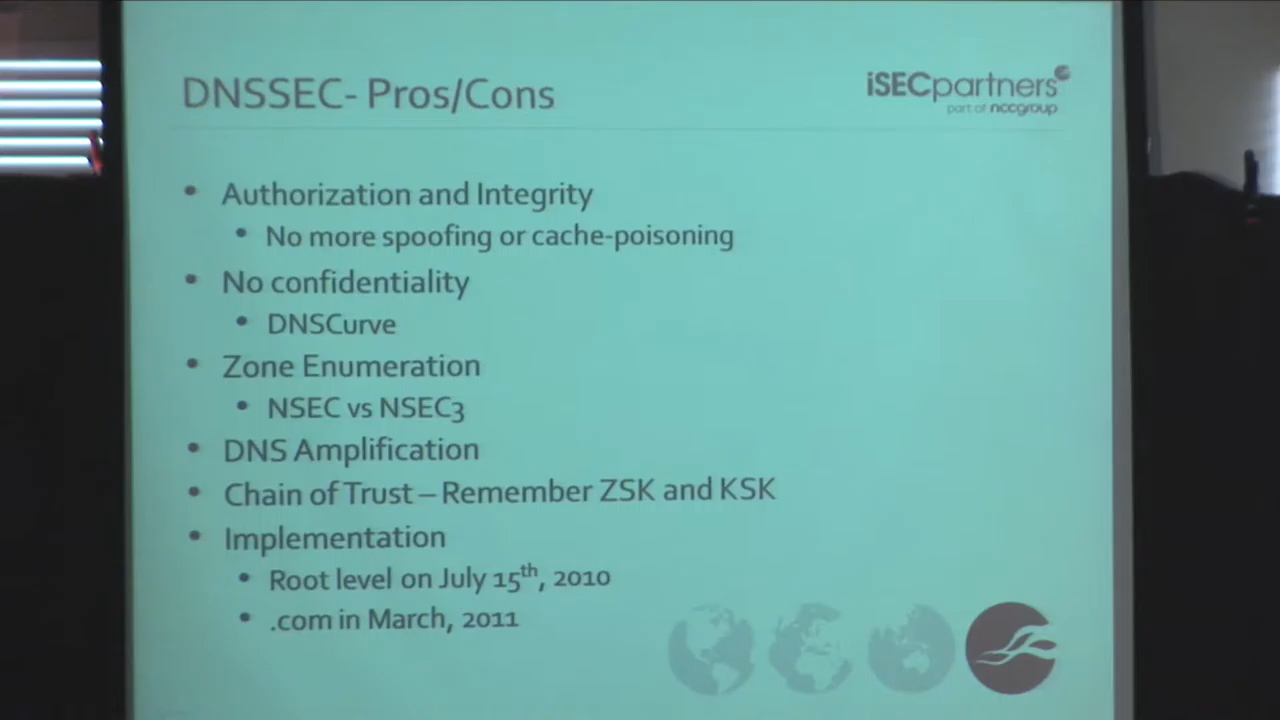 DNSSEC- Pros/Cons
iSECpartners
part of nccgroup
• Authorization and Integrity
• No more spoofing or cache-poisoning
• No confidentiality
• DNSCurve
• Zone Enumeration
• NSEC vs NSEC3
• DNS Amplification
• Chain of Trust – Remember ZSK and KSK
• Implementation
• Root level on July 15th, 2010
• .com in March, 2011